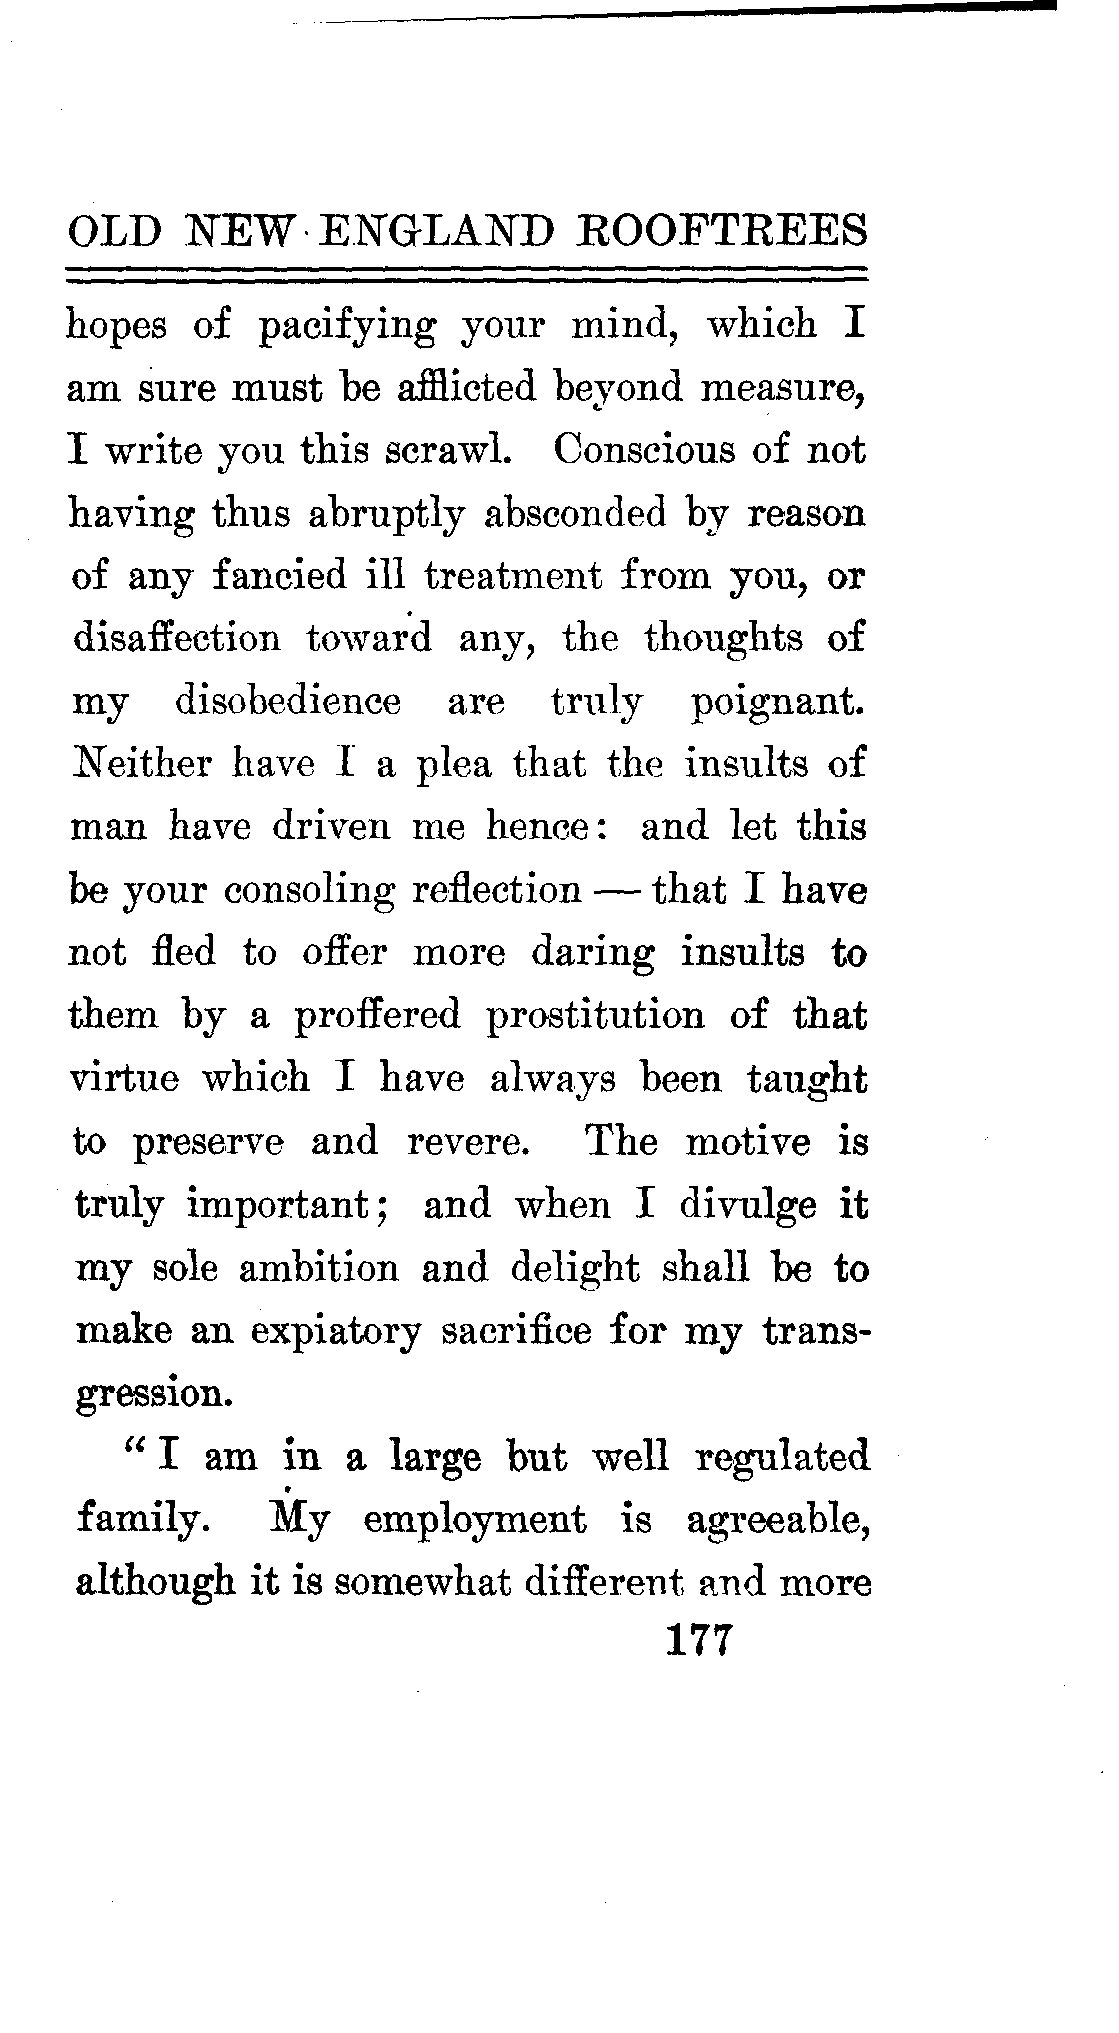 OLD NEW ENGLAND ROOFTREES
hopes of pacifying your mind, which I
am sure must be afflicted beyond measure,
I write you this scrawl. Conscious of not
having thus abruptly absconded by reason
of any fancied ill treatment from you, or
disaffection toward any, the thoughts of
my disobedience are truly poignant.
Neither have I a plea that the insults of
man have driven me hence: and let this
be your consoling reflection — that I have
not fled to offer more daring insults to
them by a proffered prostitution of that
virtue which I have always been taught
to preserve and revere. The motive is
truly important; and when I divulge it
my sole ambition and delight shall be to
make an expiatory sacrifice for my trans-
gression.
“ I am in a large but well regulated
family. My employment is agreeable,
although it is somewhat different and more
177